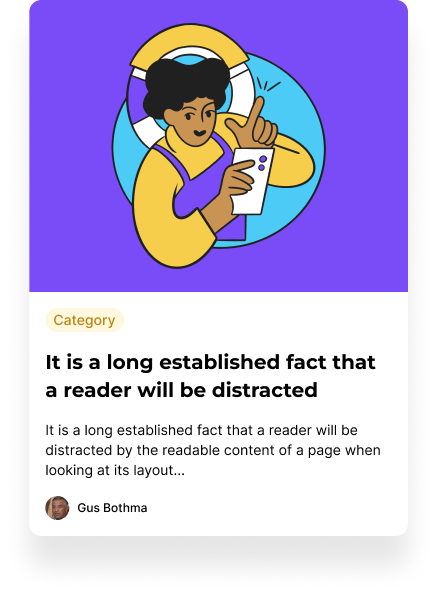 Category
It is a long established fact that
a reader will be distracted
It is a long established fact that a reader will be
distracted by the readable content of a page when
looking at its layout...
Gus Bothma